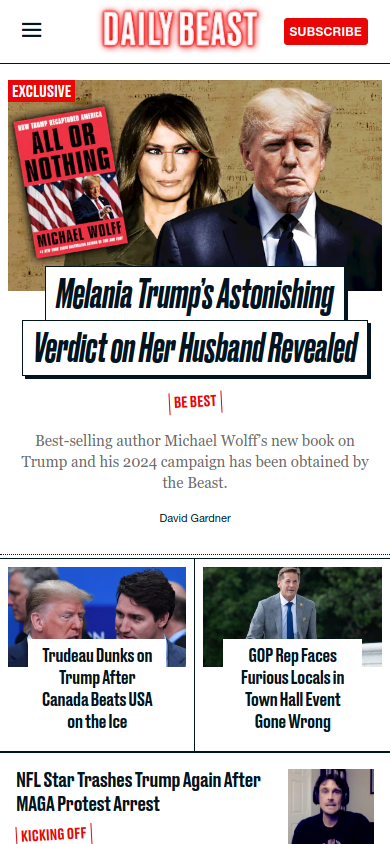 DAILY BEAST
SUBSCRIBE
EXCLUSIVE
HOW TRUMP RECAPTURED AMERICA
ALL OR
NOTHING
MICHAEL WOLFF
Melania Trump's Astonishing
Verdict on Her Husband Revealed
BE BEST
Best-selling author Michael Wolff's new book on
Trump and his 2024 campaign has been obtained by
the Beast.
David Gardner
Trudeau Dunks on
Trump After
Canada Beats USA
on the Ice
GOP Rep Faces
Furious Locals in
Town Hall Event
Gone Wrong
NFL Star Trashes Trump Again After
MAGA Protest Arrest
KICKING OFF